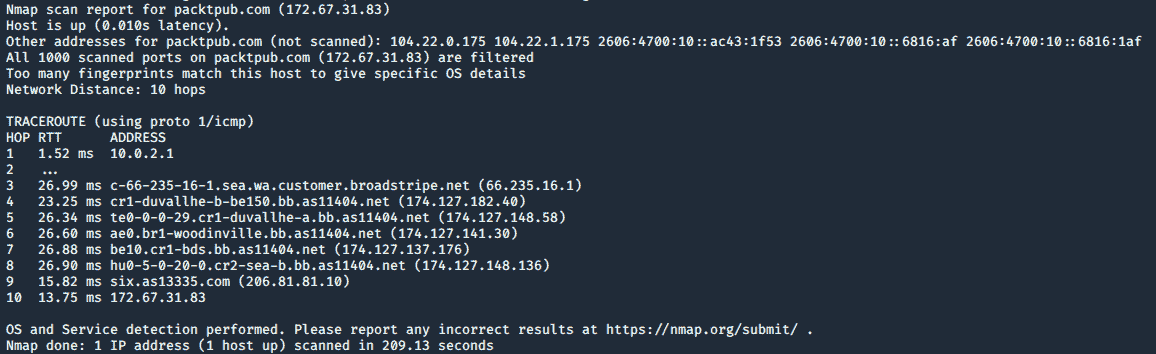 Nmap scan report for packtpub.com (172.67.31.83)
Host is up (0.010s latency).
Other addresses for packtpub.com (not scanned): 104.22.0.175 104.22.1.175 2606:4700:10::ac43:1f53 2606:4700:10::6816:af 2606:4700:10::6816:1af
All 1000 scanned ports on packtpub.com (172.67.31.83) are filtered
Too many fingerprints match this host to give specific OS details
Network Distance: 10 hops
TRACEROUTE (using proto 1/icmp)
HOP RTT ADDRESS
1 1.52 ms 10.0.2.1
2 ...
3 26.99 ms c-66-235-16-1.sea.wa.customer.broadstripe.net (66.235.16.1)
4 23.25 ms cr1-duvallhe-b-be150.bb.as11404.net (174.127.182.40)
5 26.34 ms te0-0-0-29.cr1-duvallhe-a.bb.as11404.net (174.127.148.58)
6 26.60 ms ae0.br1-woodinville.bb.as11404.net (174.127.141.30)
7 26.88 ms be10.cr1-bds.bb.as11404.net (174.127.137.176)
8 26.90 ms hu0-5-0-20-0.cr2-sea-b.bb.as11404.net (174.127.148.136)
9 15.82 ms six.as13335.com (206.81.81.10)
10 13.75 ms 172.67.31.83
OS and Service detection performed. Please report any incorrect results at https://nmap.org/submit/ .
Nmap done: 1 IP address (1 host up) scanned in 209.13 seconds